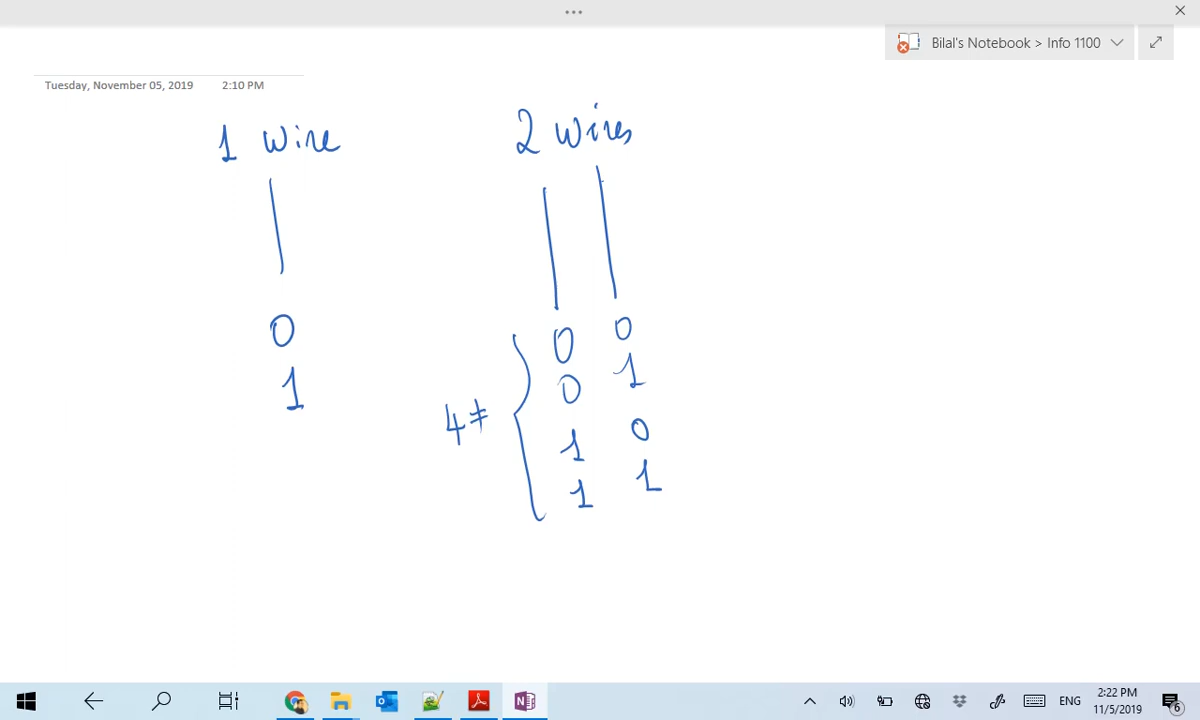 Bilal's Notebook > Info 1100
Tuesday, November 05, 2019 2:10 PM
1 wire
2 wires
0
1
0 0
0 1
1 0
1 1
4≠
ENG
2:22 PM
11/5/2019
6